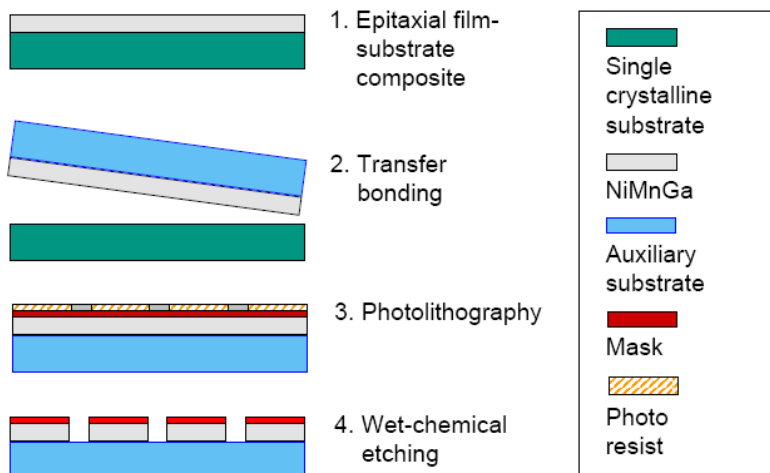 1. Epitaxial film-
substrate
composite
2. Transfer
bonding
3. Photolithography
4. Wet-chemical
etching
Single
crystalline
substrate
NiMnGa
Auxiliary
substrate
Mask
Photo
resist